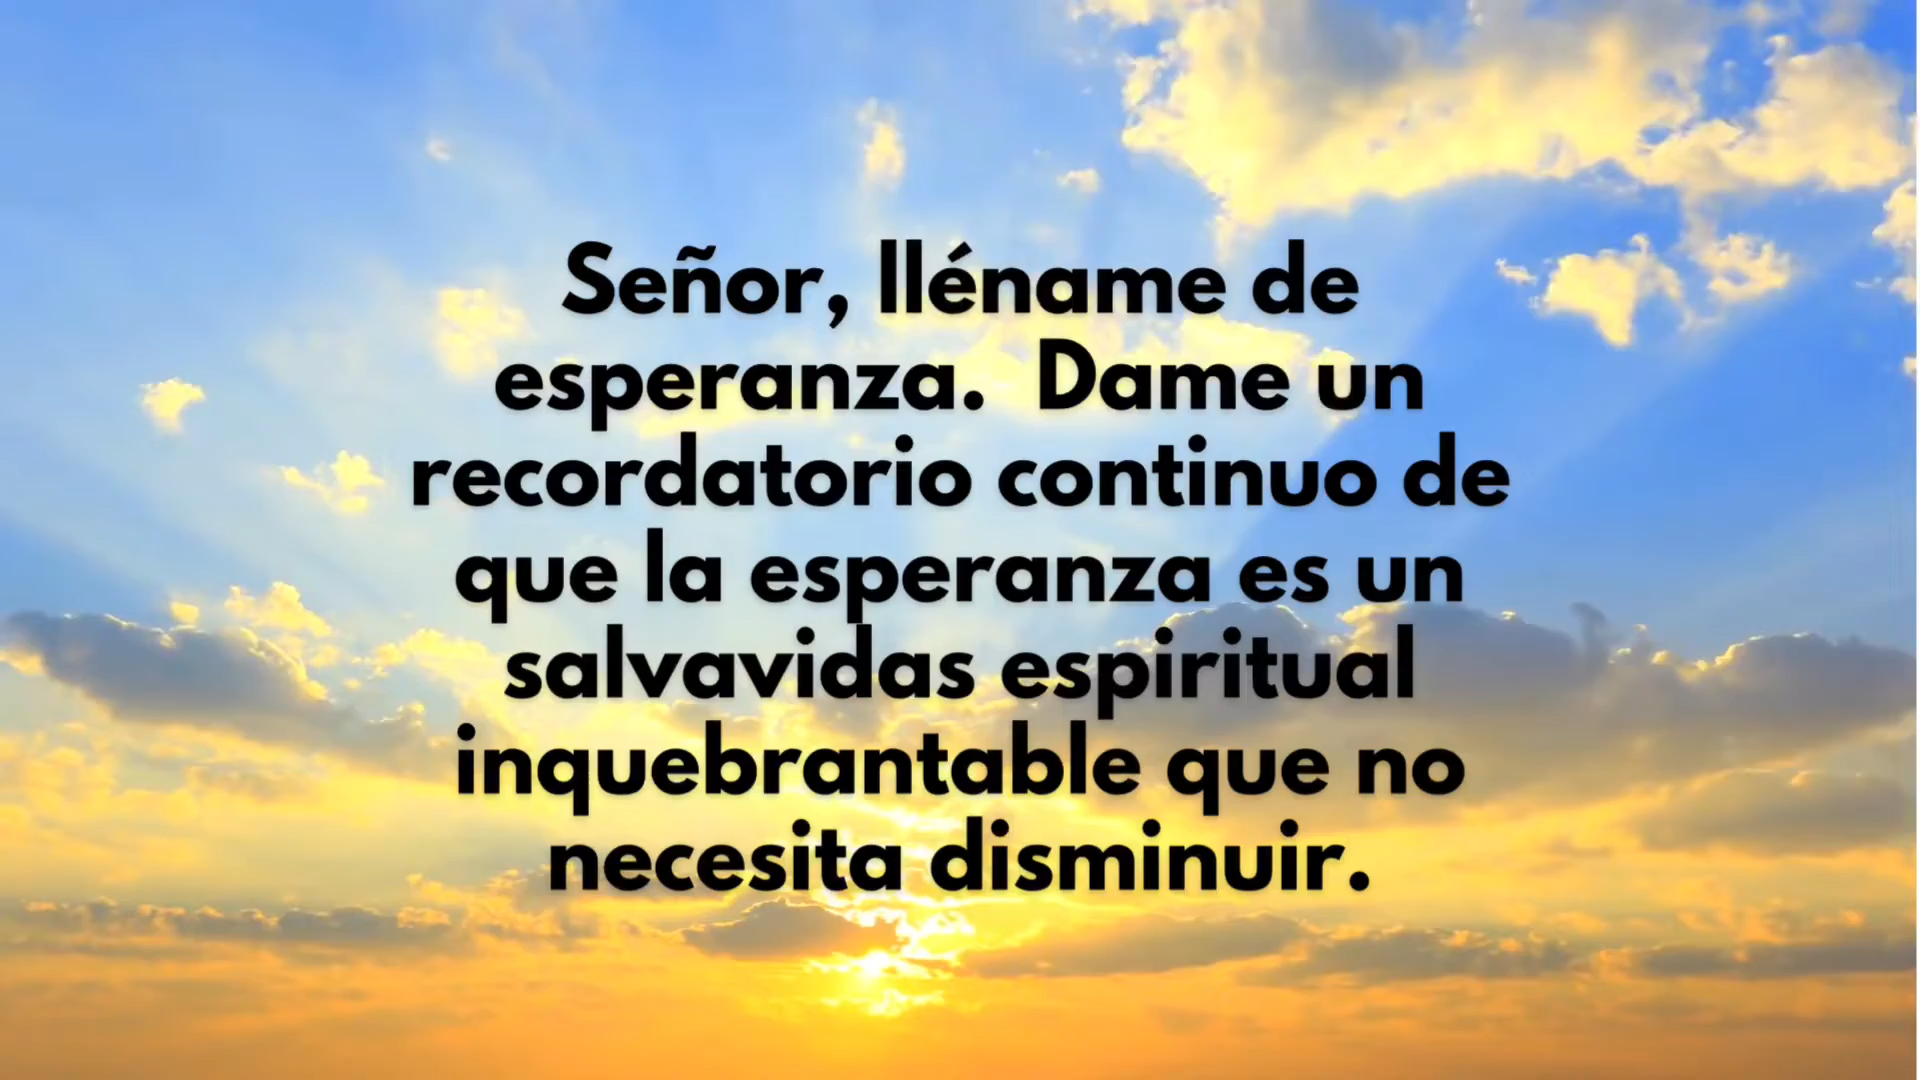 Señor, lléname de
esperanza.  Dame un
recordatorio continuo de
que la esperanza es un
salvavidas espiritual
inquebrantable que no
necesita disminuir.